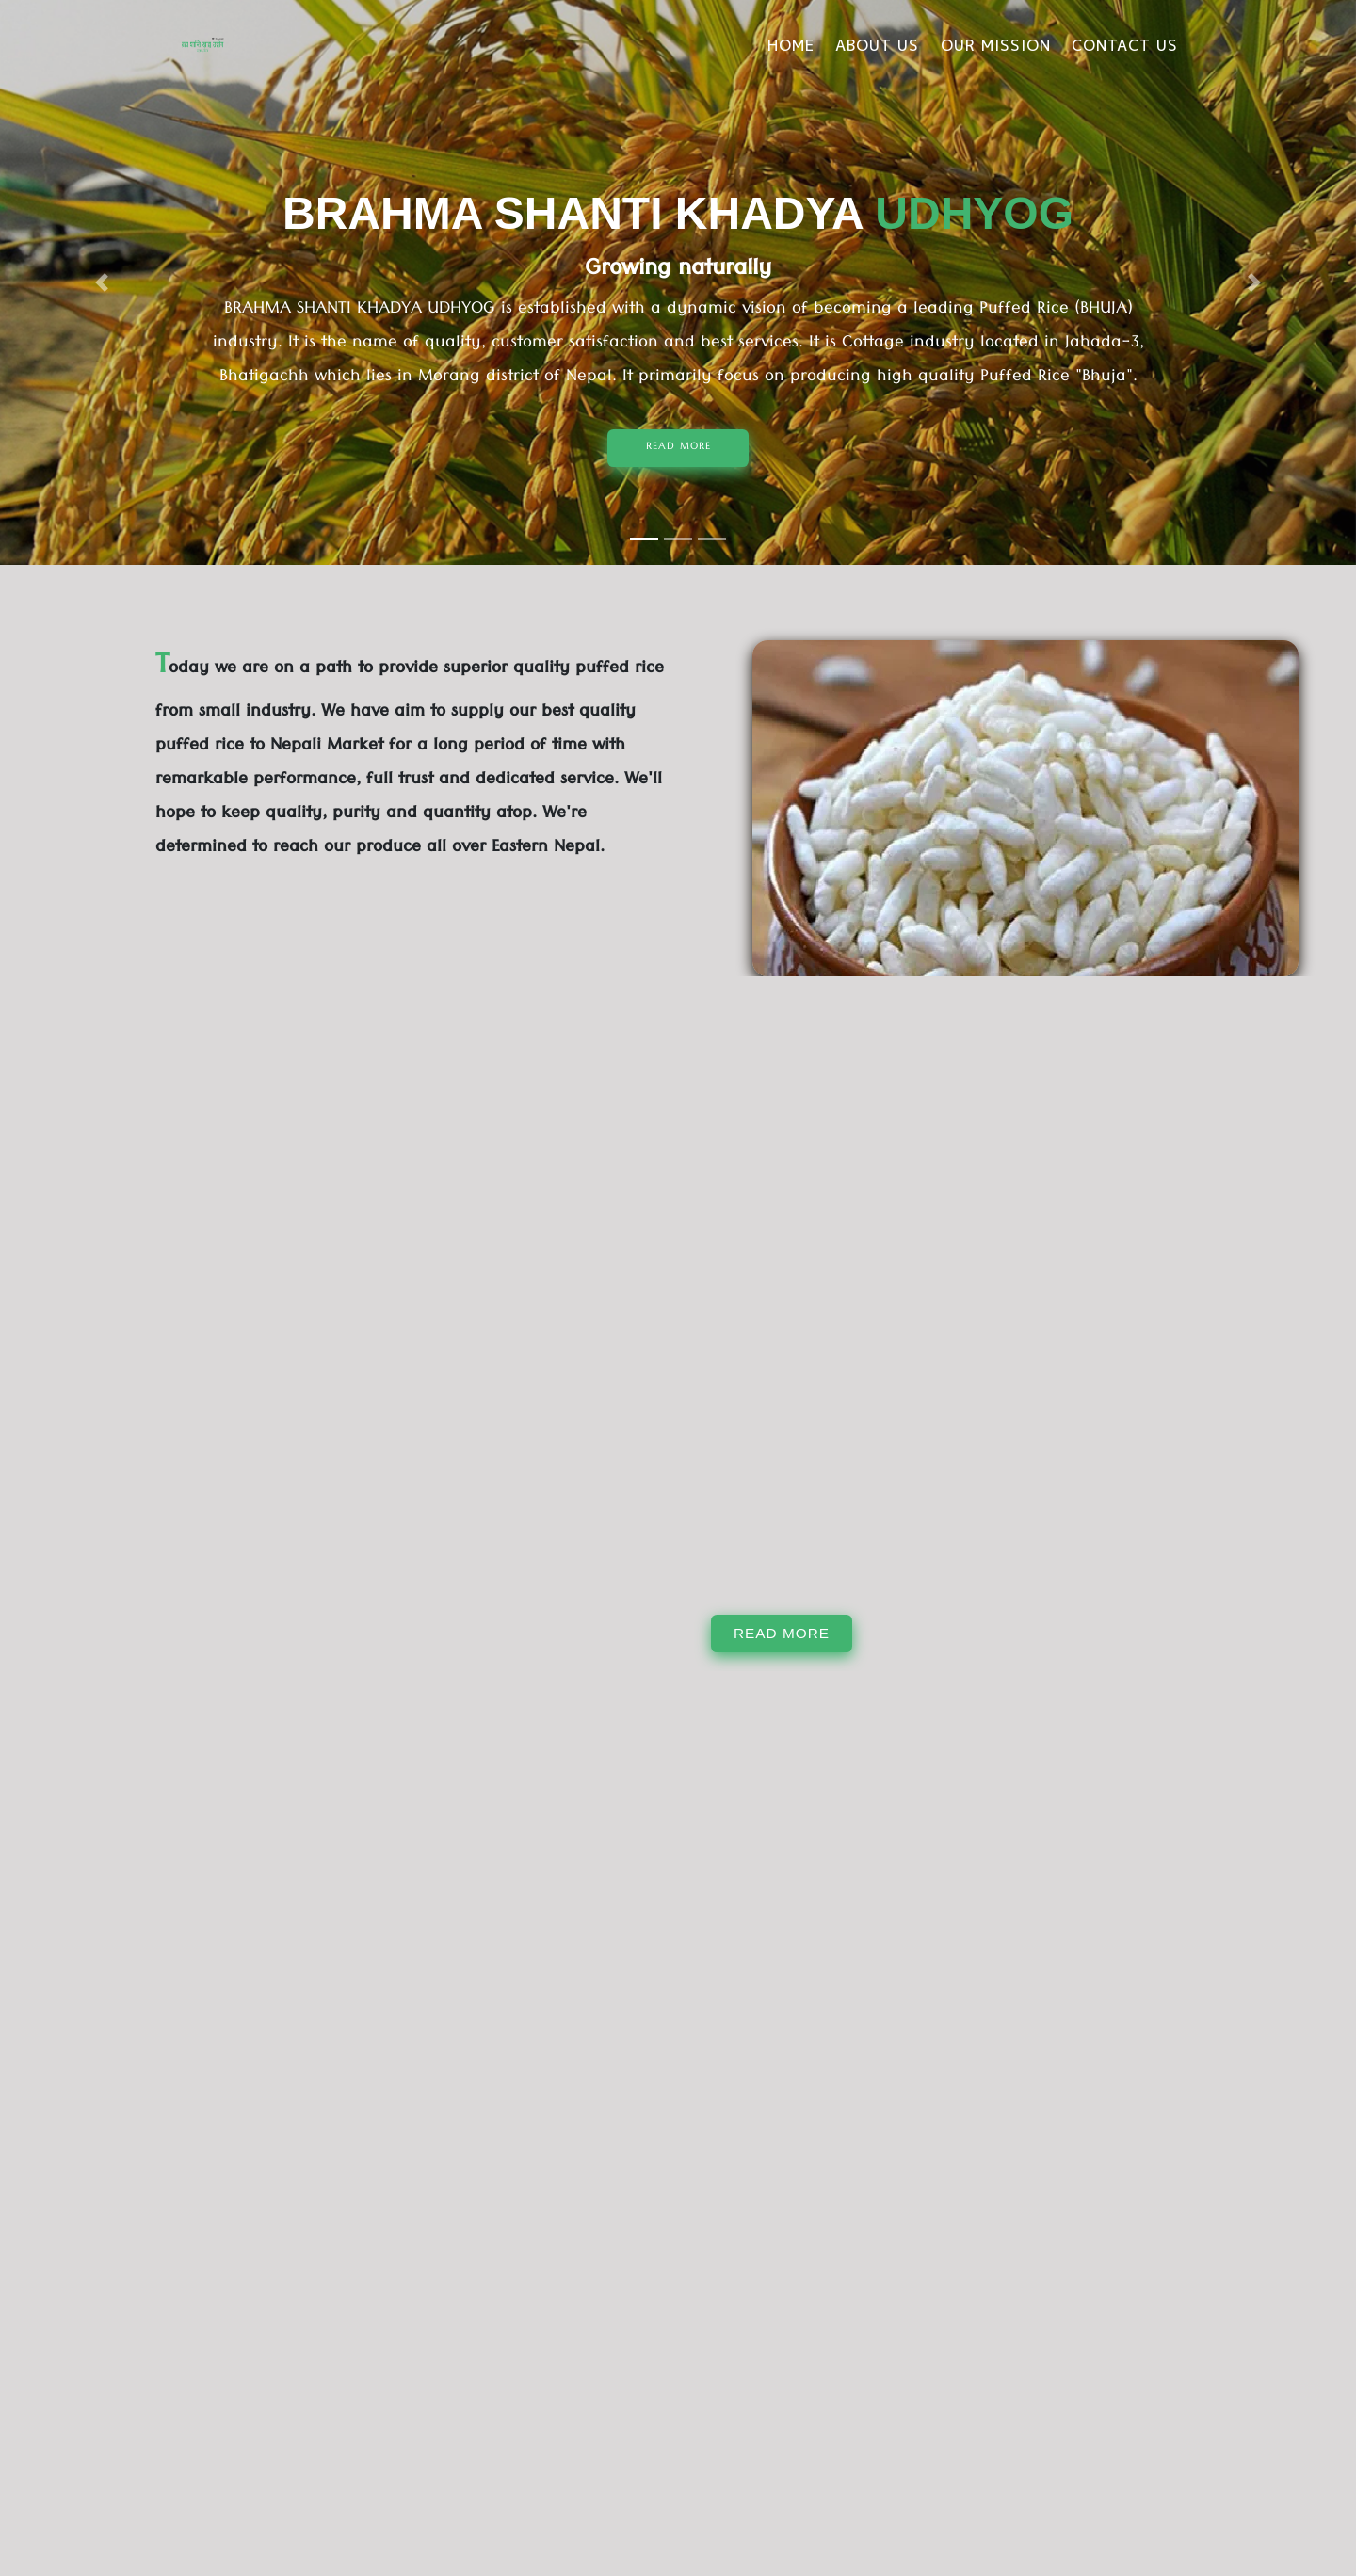 HOME ABOUT US OUR MISSION CONTACT US
BRAHMA SHANTI KHADYA UDHYOG
Growing naturally
BRAHMA SHANTI KHADYA UDHYOG is established with a dynamic vision of becoming a leading Puffed Rice (BHUJA)
industry. It is the name of quality, customer satisfaction and best services. It is Cottage industry located in Jahada-3,
Bhatigachh which lies in Morang district of Nepal. It primarily focus on producing high quality Puffed Rice "Bhuja".
READ MORE
Today we are on a path to provide superior quality puffed rice
from small industry. We have aim to supply our best quality
puffed rice to Nepali Market for a long period of time with
remarkable performance, full trust and dedicated service. We'll
hope to keep quality, purity and quantity atop. We're
determined to reach our produce all over Eastern Nepal.
READ MORE